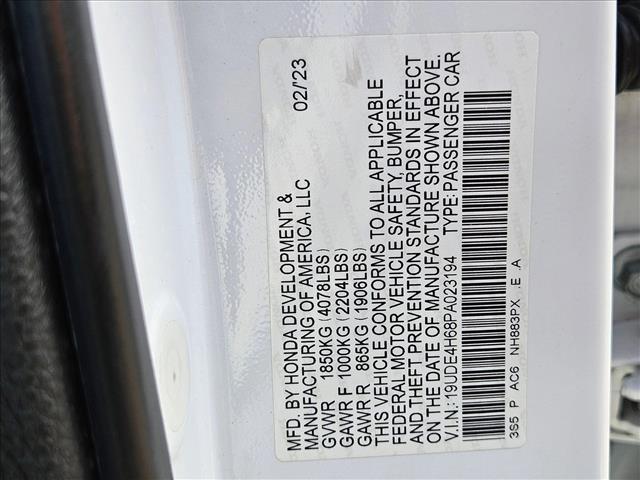 MFD. BY HONDA DEVELOPMENT &
MANUFACTURING OF AMERICA, LLC 02/'23
GVWR 1850KG (4078LBS)
GAWR F 1000KG (2204LBS)
GAWR R 865KG (1906LBS)
THIS VEHICLE CONFORMS TO ALL APPLICABLE
FEDERAL MOTOR VEHICLE SAFETY, BUMPER,
AND THEFT PREVENTION STANDARDS IN EFFECT
ON THE DATE OF MANUFACTURE SHOWN ABOVE.
V.I.N.: 19UDE4H68PA023194 TYPE: PASSENGER CAR
3S5 P AC6 NH883PX .E .A